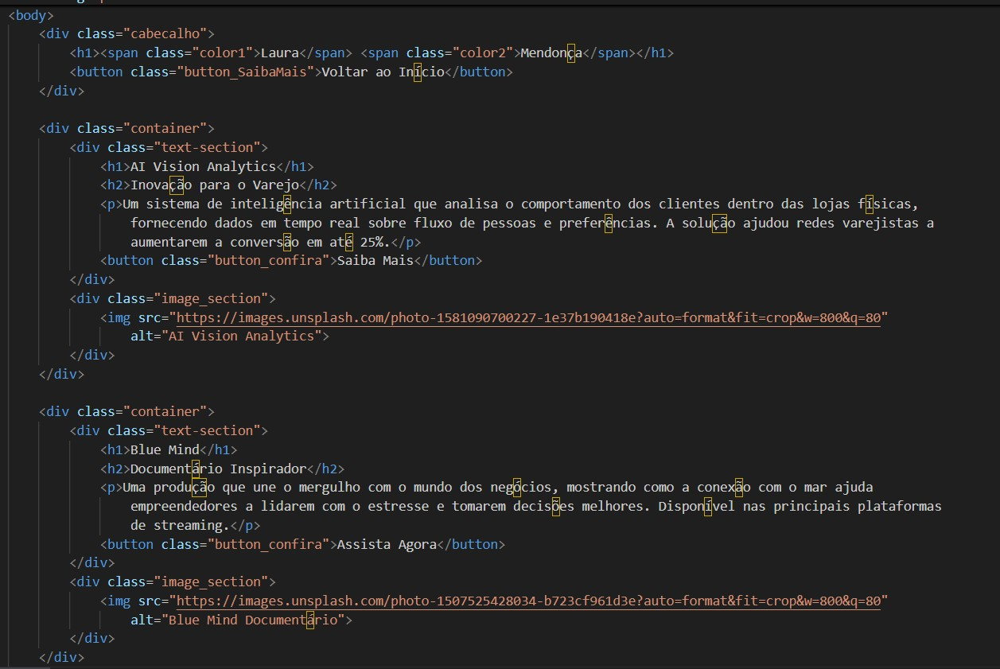 <body>
<div class="cabecalho">
<h1><span class="color1">Laura</span> <span class="color2">Mendonça</span></h1>
<button class="button_SaibaMais">Voltar ao Início</button>
</div>
<div class="container">
<div class="text-section">
<h1>AI Vision Analytics</h1>
<h2>Inovação para o Varejo</h2>
<p>Um sistema de inteligência artificial que analisa o comportamento dos clientes dentro das lojas físicas,
fornecendo dados em tempo real sobre fluxo de pessoas e preferências. A solução ajudou redes varejistas a
aumentarem a conversão em até 25%.</p>
<button class="button_confira">Saiba Mais</button>
</div>
<div class="image_section">
<img src="https://images.unsplash.com/photo-1581090700227-1e37b190418e?auto=format&fit=crop&w=800&q=80"
alt="AI Vision Analytics">
</div>
</div>
<div class="container">
<div class="text-section">
<h1>Blue Mind</h1>
<h2>Documentário Inspirador</h2>
<p>Uma produção que une o mergulho com o mundo dos negócios, mostrando como a conexão com o mar ajuda
empreendedores a lidarem com o estresse e tomarem decisões melhores. Disponível nas principais plataformas
de streaming.</p>
<button class="button_confira">Assista Agora</button>
</div>
<div class="image_section">
<img src="https://images.unsplash.com/photo-1507525428034-b723cf961d3e?auto=format&fit=crop&w=800&q=80"
alt="Blue Mind Documentário">
</div>
</div>